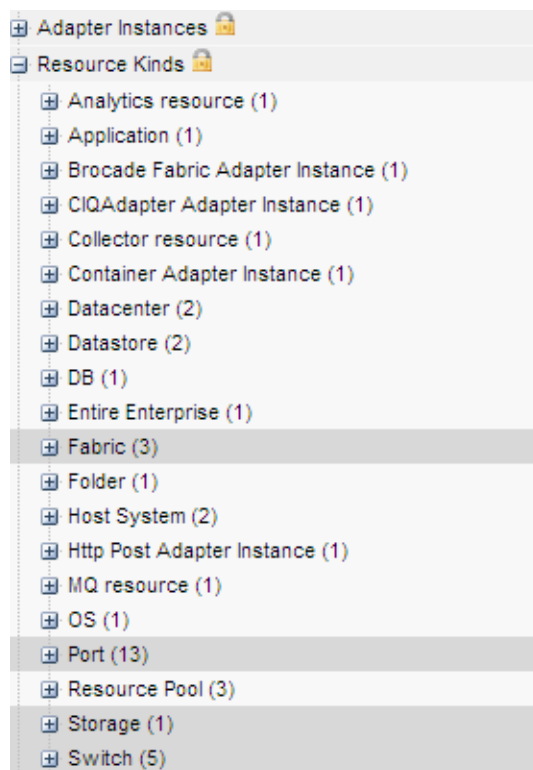 Adapter Instances
Resource Kinds
Analytics resource (1)
Application (1)
Brocade Fabric Adapter Instance (1)
CIQAdapter Adapter Instance (1)
Collector resource (1)
Container Adapter Instance (1)
Datacenter (2)
Datastore (2)
DB (1)
Entire Enterprise (1)
Fabric (3)
Folder (1)
Host System (2)
Http Post Adapter Instance (1)
MQ resource (1)
OS (1)
Port (13)
Resource Pool (3)
Storage (1)
Switch (5)